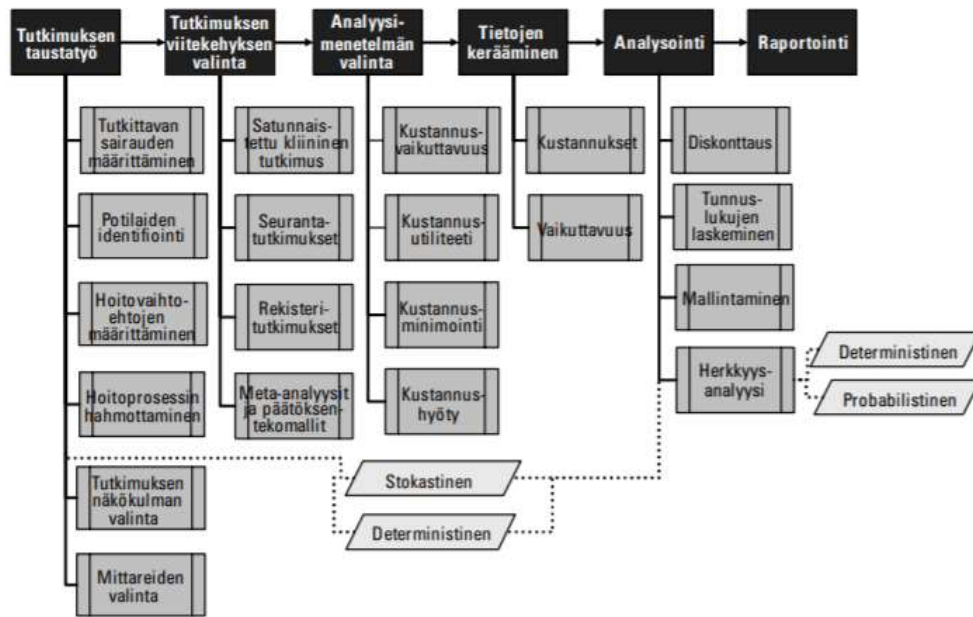 Tutkimuksen
taustatyö
Tutkimuksen
viitekehyksen
valinta
Analyysi-
menetelmän
valinta
Tietojen
kerääminen
Analysointi
Raportointi
Tutkittavan
sairauden
määrittäminen
Potilaiden
identifiointi
Hoitovaihto-
ehtojen
määrittäminen
Hoitoprosessin
hahmottaminen
Tutkimuksen
näkökulman
valinta
Mittareiden
valinta
Satunnais-
tettu kliininen
tutkimus
Seuranta-
tutkimukset
Rekisteri-
tutkimukset
Meta-analyysit
ja päätöksen-
tekomallit
Kustannus-
vaikuttavuus
Kustannus-
utiliteeti
Kustannus-
minimointi
Kustannus-
hyöty
Kustannukset
Vaikuttavuus
Diskonttaus
Tunnus-
lukujen
laskeminen
Mallintaminen
Herkkyys-
analyysi
Deterministinen
Probabilistinen
Stokastinen
Deterministinen